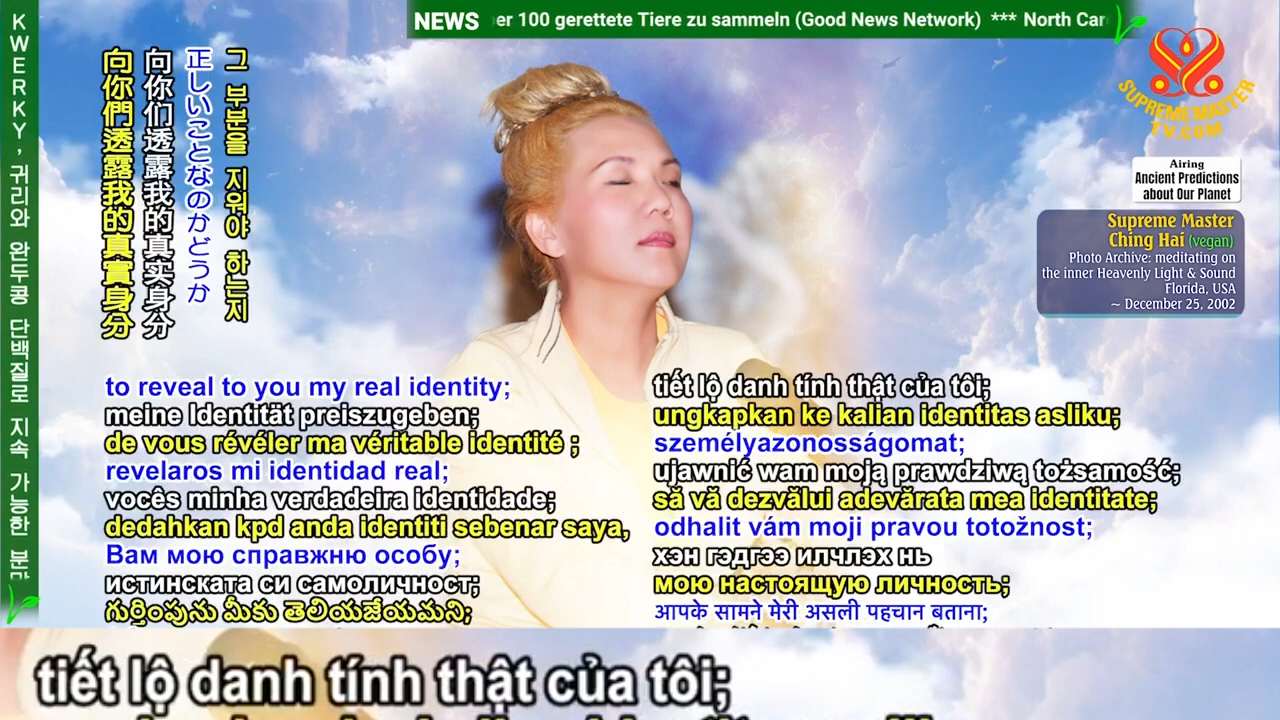 NEWS
er 100 gerettete Tiere zu sammeln (Good News Network) *** North Car
KWERKY, 귀리와 완두콩 단백질로 지속 가능한 분
SUPREME MASTER
TV.COM
Airing
Ancient Predictions
about Our Planet
Supreme Master
Ching Hai (vegan)
Photo Archive: meditating on
the inner Heavenly Light & Sound
Florida, USA
~ December 25, 2002
그 부분을 지워야 하는지
正しいことなのかどうか
向你们透露我的真实身分
向你們透露我的真實身分
to reveal to you my real identity;
meine Identität preiszugeben;
de vous révéler ma véritable identité ;
revelaros mi identidad real;
vocês minha verdadeira identidade;
dedahkan kpd anda identiti sebenar saya,
Вам мою справжню особу;
истинската си самоличност;
గుర్తింపును మీకు తెలియజేయమని;
tiết lộ danh tính thật của tôi;
ungkapkan ke kalian identitas asliku;
személyazonosságomat;
ujawnić wam moją prawdziwą tożsamość;
să vă dezvălui adevărata mea identitate;
odhalit vám moji pravou totožnost;
хэн гэдгээ илчлэх нь
мою настоящую личность;
आपके सामने मेरी असली पहचान बताना;
tiết lộ danh tính thật của tôi;